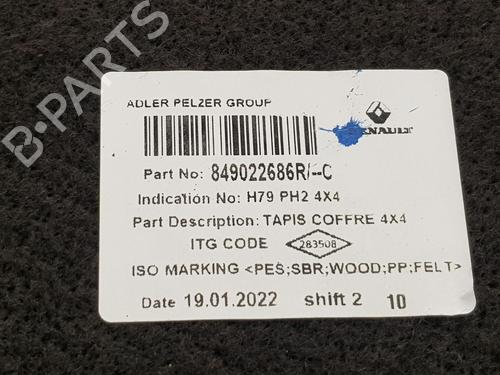 ADLER PELZER GROUP
RENAULT
Part No: 849022686R/--C
Indication No: H79 PH2 4X4
Part Description: TAPIS COFFRE 4X4
ITG CODE 283508
ISO MARKING <PES;SBR;WOOD;PP;FELT>
Date 19.01.2022 shift 2 10
B-PARTS